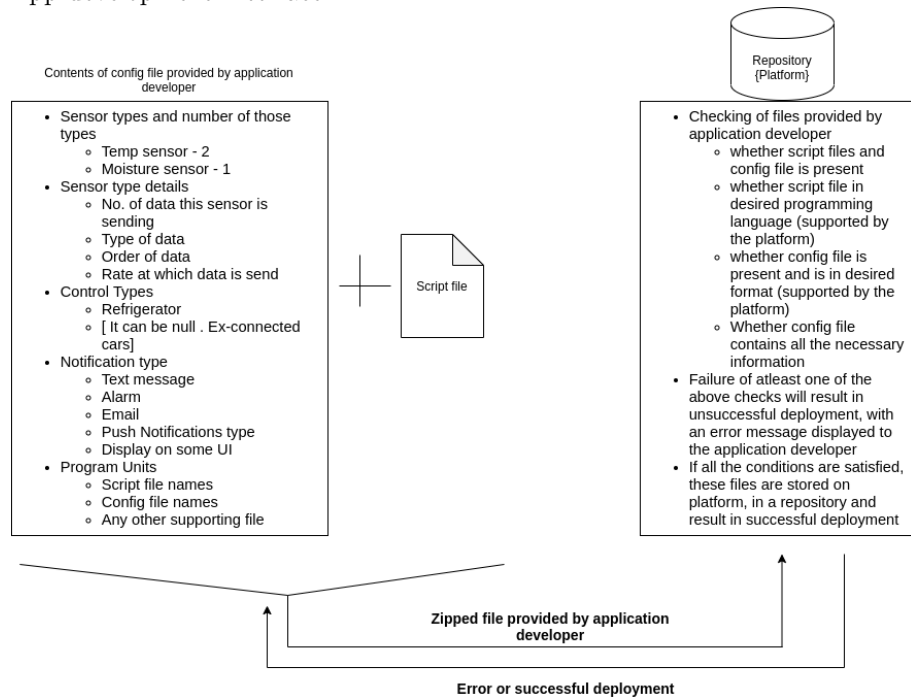 Contents of config file provided by application
developer
• Sensor types and number of those
types
○ Temp sensor - 2
○ Moisture sensor - 1
• Sensor type details
○ No. of data this sensor is
sending
○ Type of data
○ Order of data
○ Rate at which data is send
• Control Types
○ Refrigerator
○ [ It can be null . Ex-connected
cars]
• Notification type
○ Text message
○ Alarm
○ Email
○ Push Notifications type
○ Display on some UI
• Program Units
○ Script file names
○ Config file names
○ Any other supporting file
Script file
Repository
{Platform}
• Checking of files provided by
application developer
○ whether script files and
config file is present
○ whether script file in
desired programming
language (supported by
the platform)
○ whether config file is
present and is in desired
format (supported by the
platform)
○ Whether config file
contains all the necessary
information
• Failure of atleast one of the
above checks will result in
unsuccessful deployment, with
an error message displayed to
the application developer
• If all the conditions are satisfied,
these files are stored on
platform, in a repository and
result in successful deployment
Zipped file provided by application
developer
Error or successful deployment